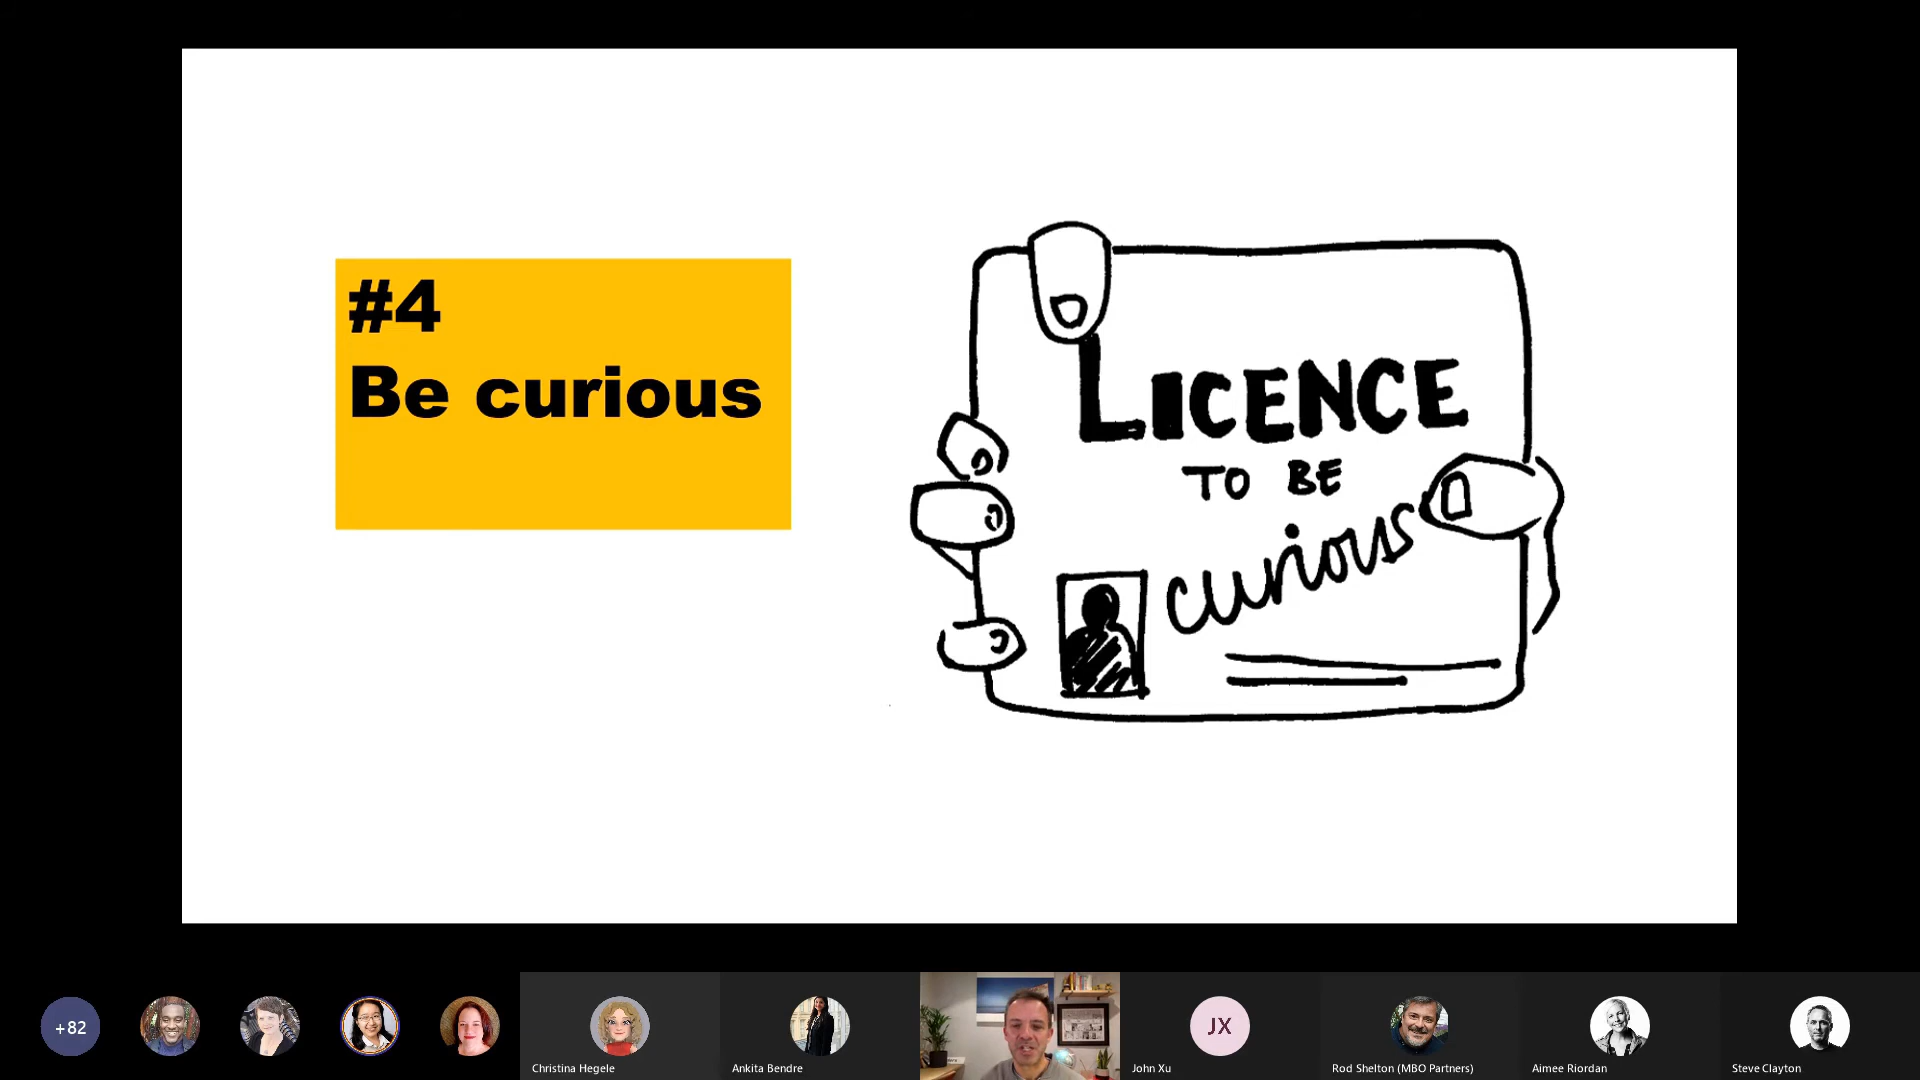 #4
Be curious
LICENCE
TO BE
curious
+82
Christina Hegele
Ankita Bendre
JX
John Xu
Rod Shelton (MBO Partners)
Aimee Riordan
Steve Clayton